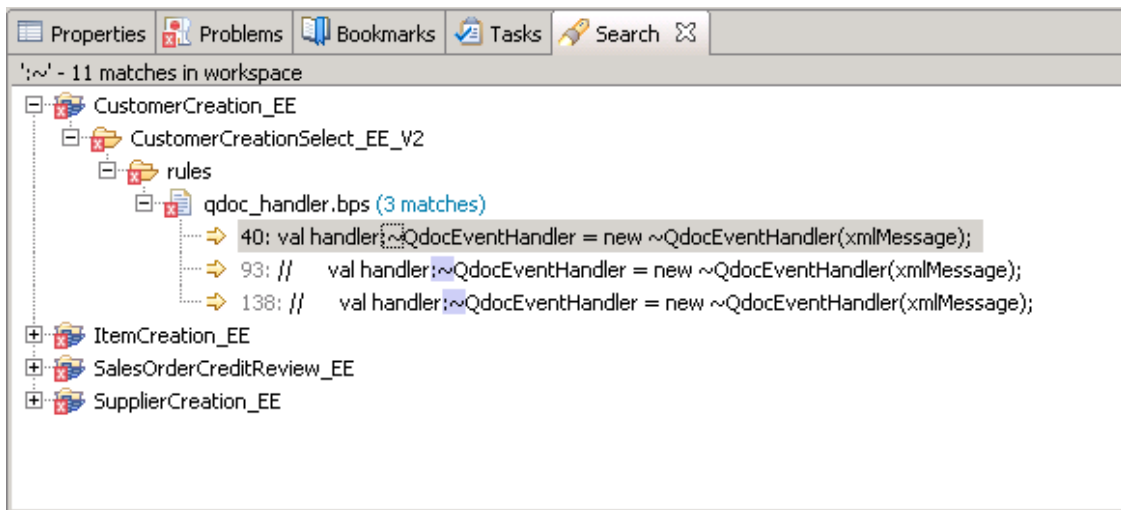 Properties Problems Bookmarks Tasks Search
':~' - 11 matches in workspace
CustomerCreation_EE
CustomerCreationSelect_EE_V2
rules
qdoc_handler.bps (3 matches)
40: val handler:~QdocEventHandler = new ~QdocEventHandler(xmlMessage);
93: // val handler:~QdocEventHandler = new ~QdocEventHandler(xmlMessage);
138: // val handler:~QdocEventHandler = new ~QdocEventHandler(xmlMessage);
ItemCreation_EE
SalesOrderCreditReview_EE
SupplierCreation_EE